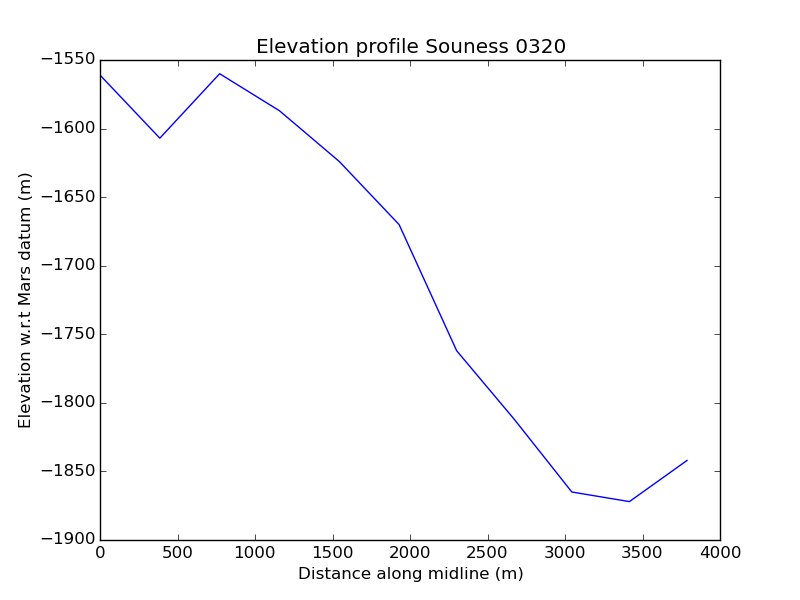 Elevation profile Souness 0320
Elevation w.r.t Mars datum (m)
−1550
−1600
−1650
−1700
−1750
−1800
−1850
−1900
0 500 1000 1500 2000 2500 3000 3500 4000
Distance along midline (m)